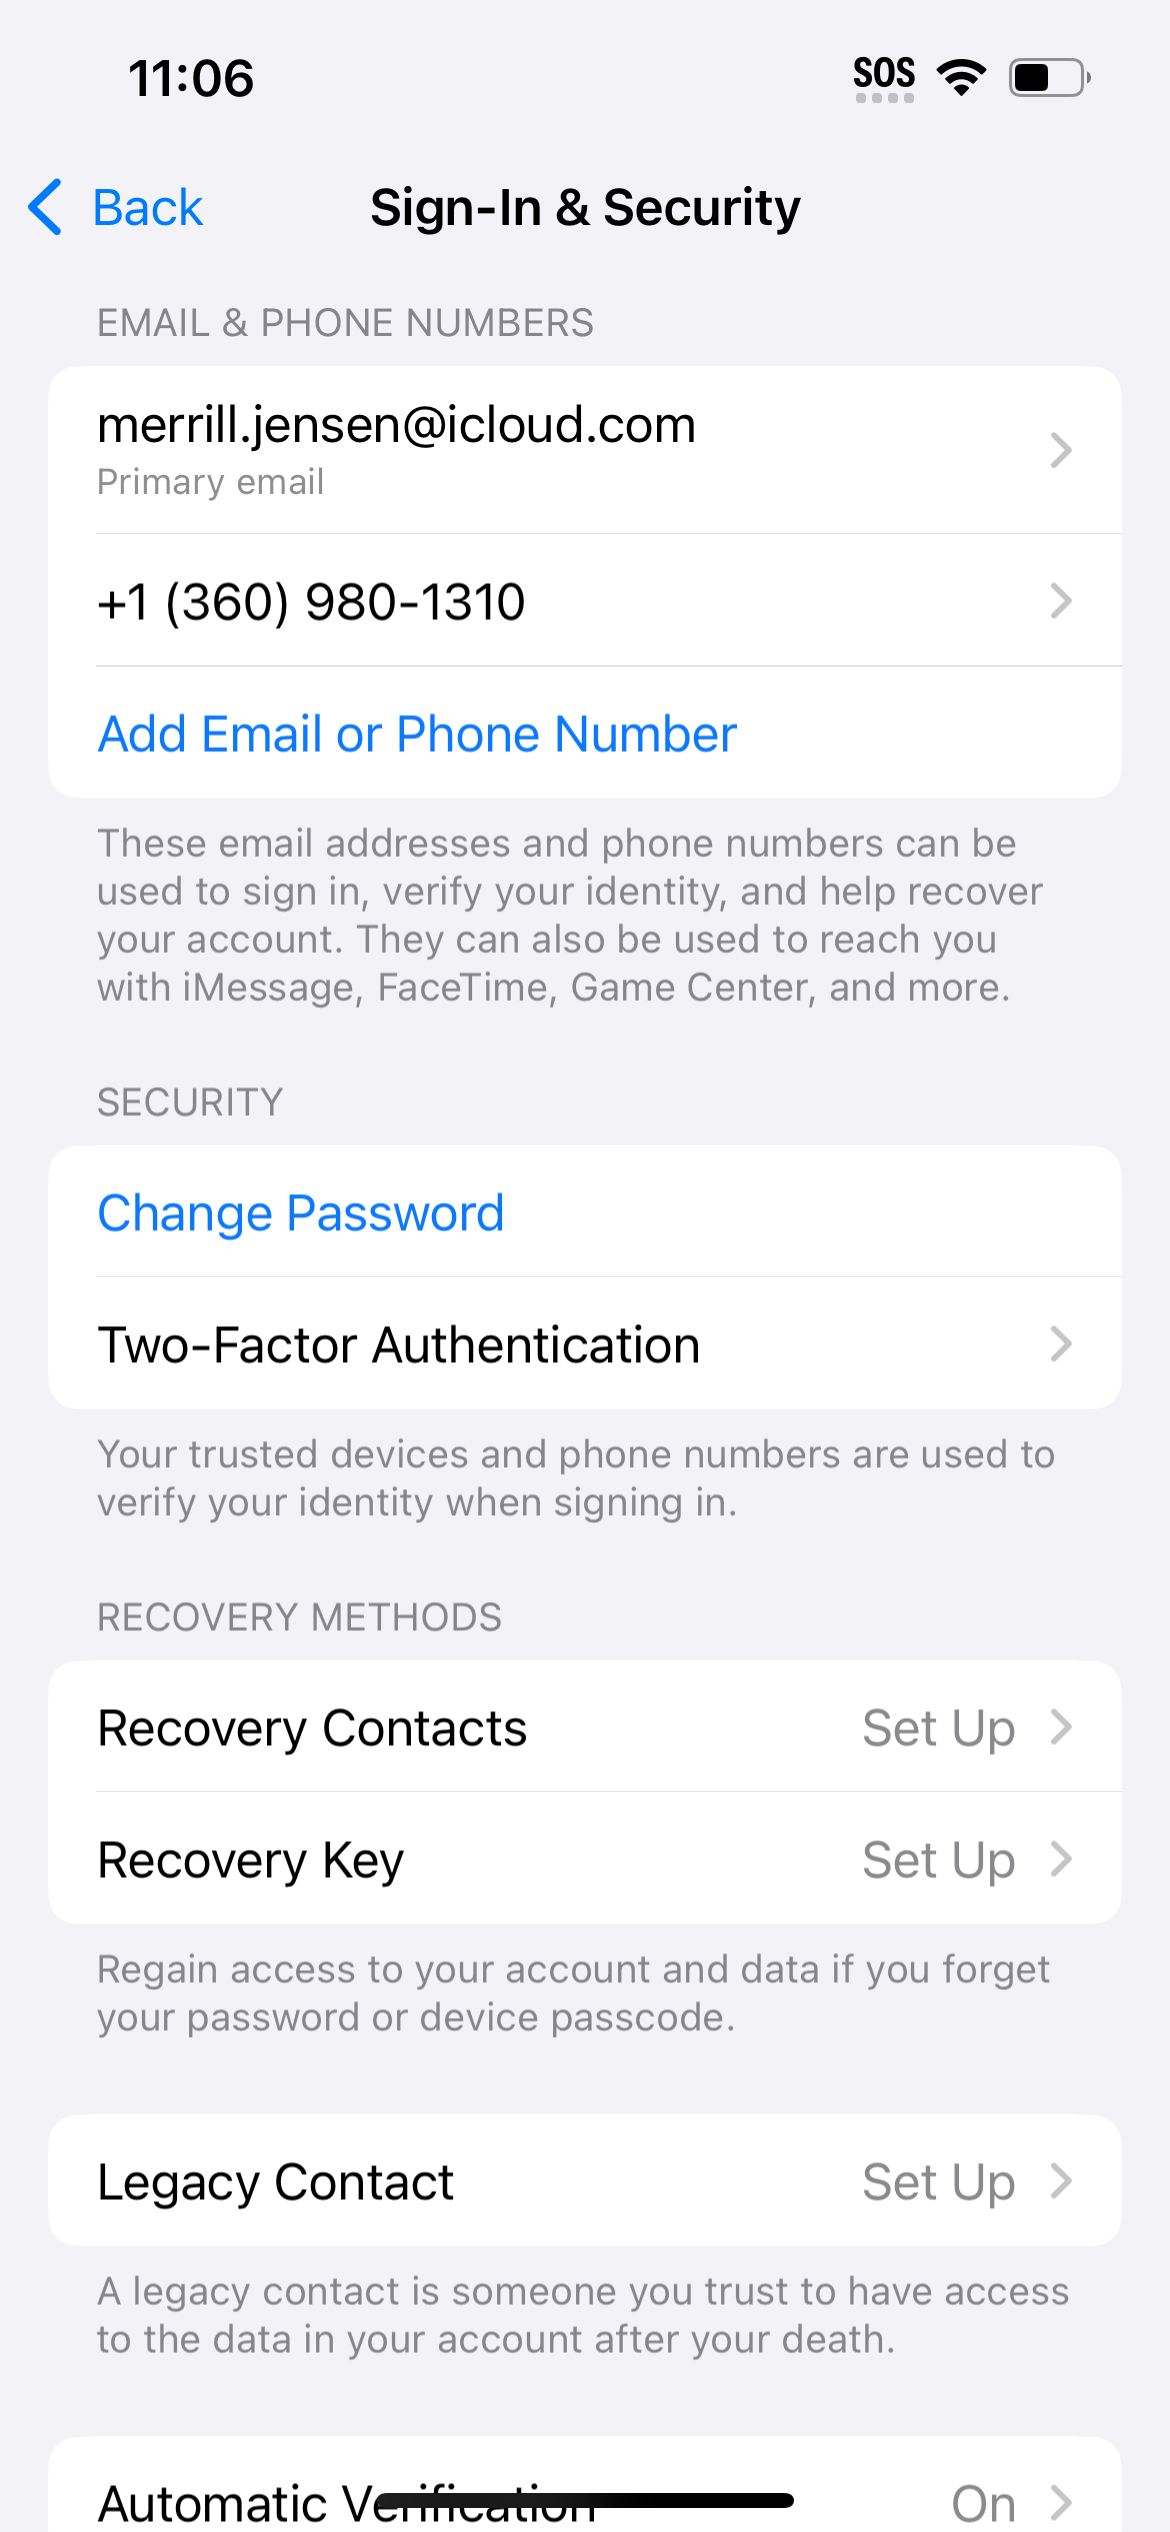 11:06
SOS
Back
Sign-In & Security
EMAIL & PHONE NUMBERS
merrill.jensen@icloud.com
Primary email
+1 (360) 980-1310
Add Email or Phone Number
These email addresses and phone numbers can be
used to sign in, verify your identity, and help recover
your account. They can also be used to reach you
with iMessage, FaceTime, Game Center, and more.
SECURITY
Change Password
Two-Factor Authentication
Your trusted devices and phone numbers are used to
verify your identity when signing in.
RECOVERY METHODS
Recovery Contacts
Set Up
Recovery Key
Set Up
Regain access to your account and data if you forget
your password or device passcode.
Legacy Contact
Set Up
A legacy contact is someone you trust to have access
to the data in your account after your death.
Automatic Verification
On